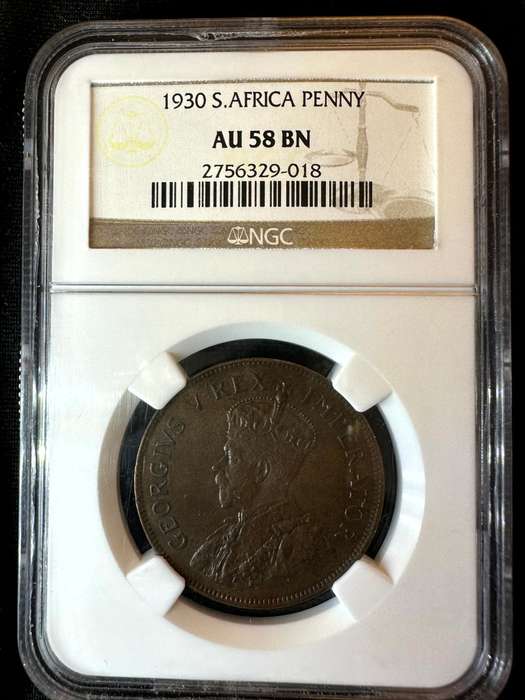 1930 S.AFRICA PENNY
AU 58 BN
2756329-018
NGC
GEORGIVS V REX IMPERATOR